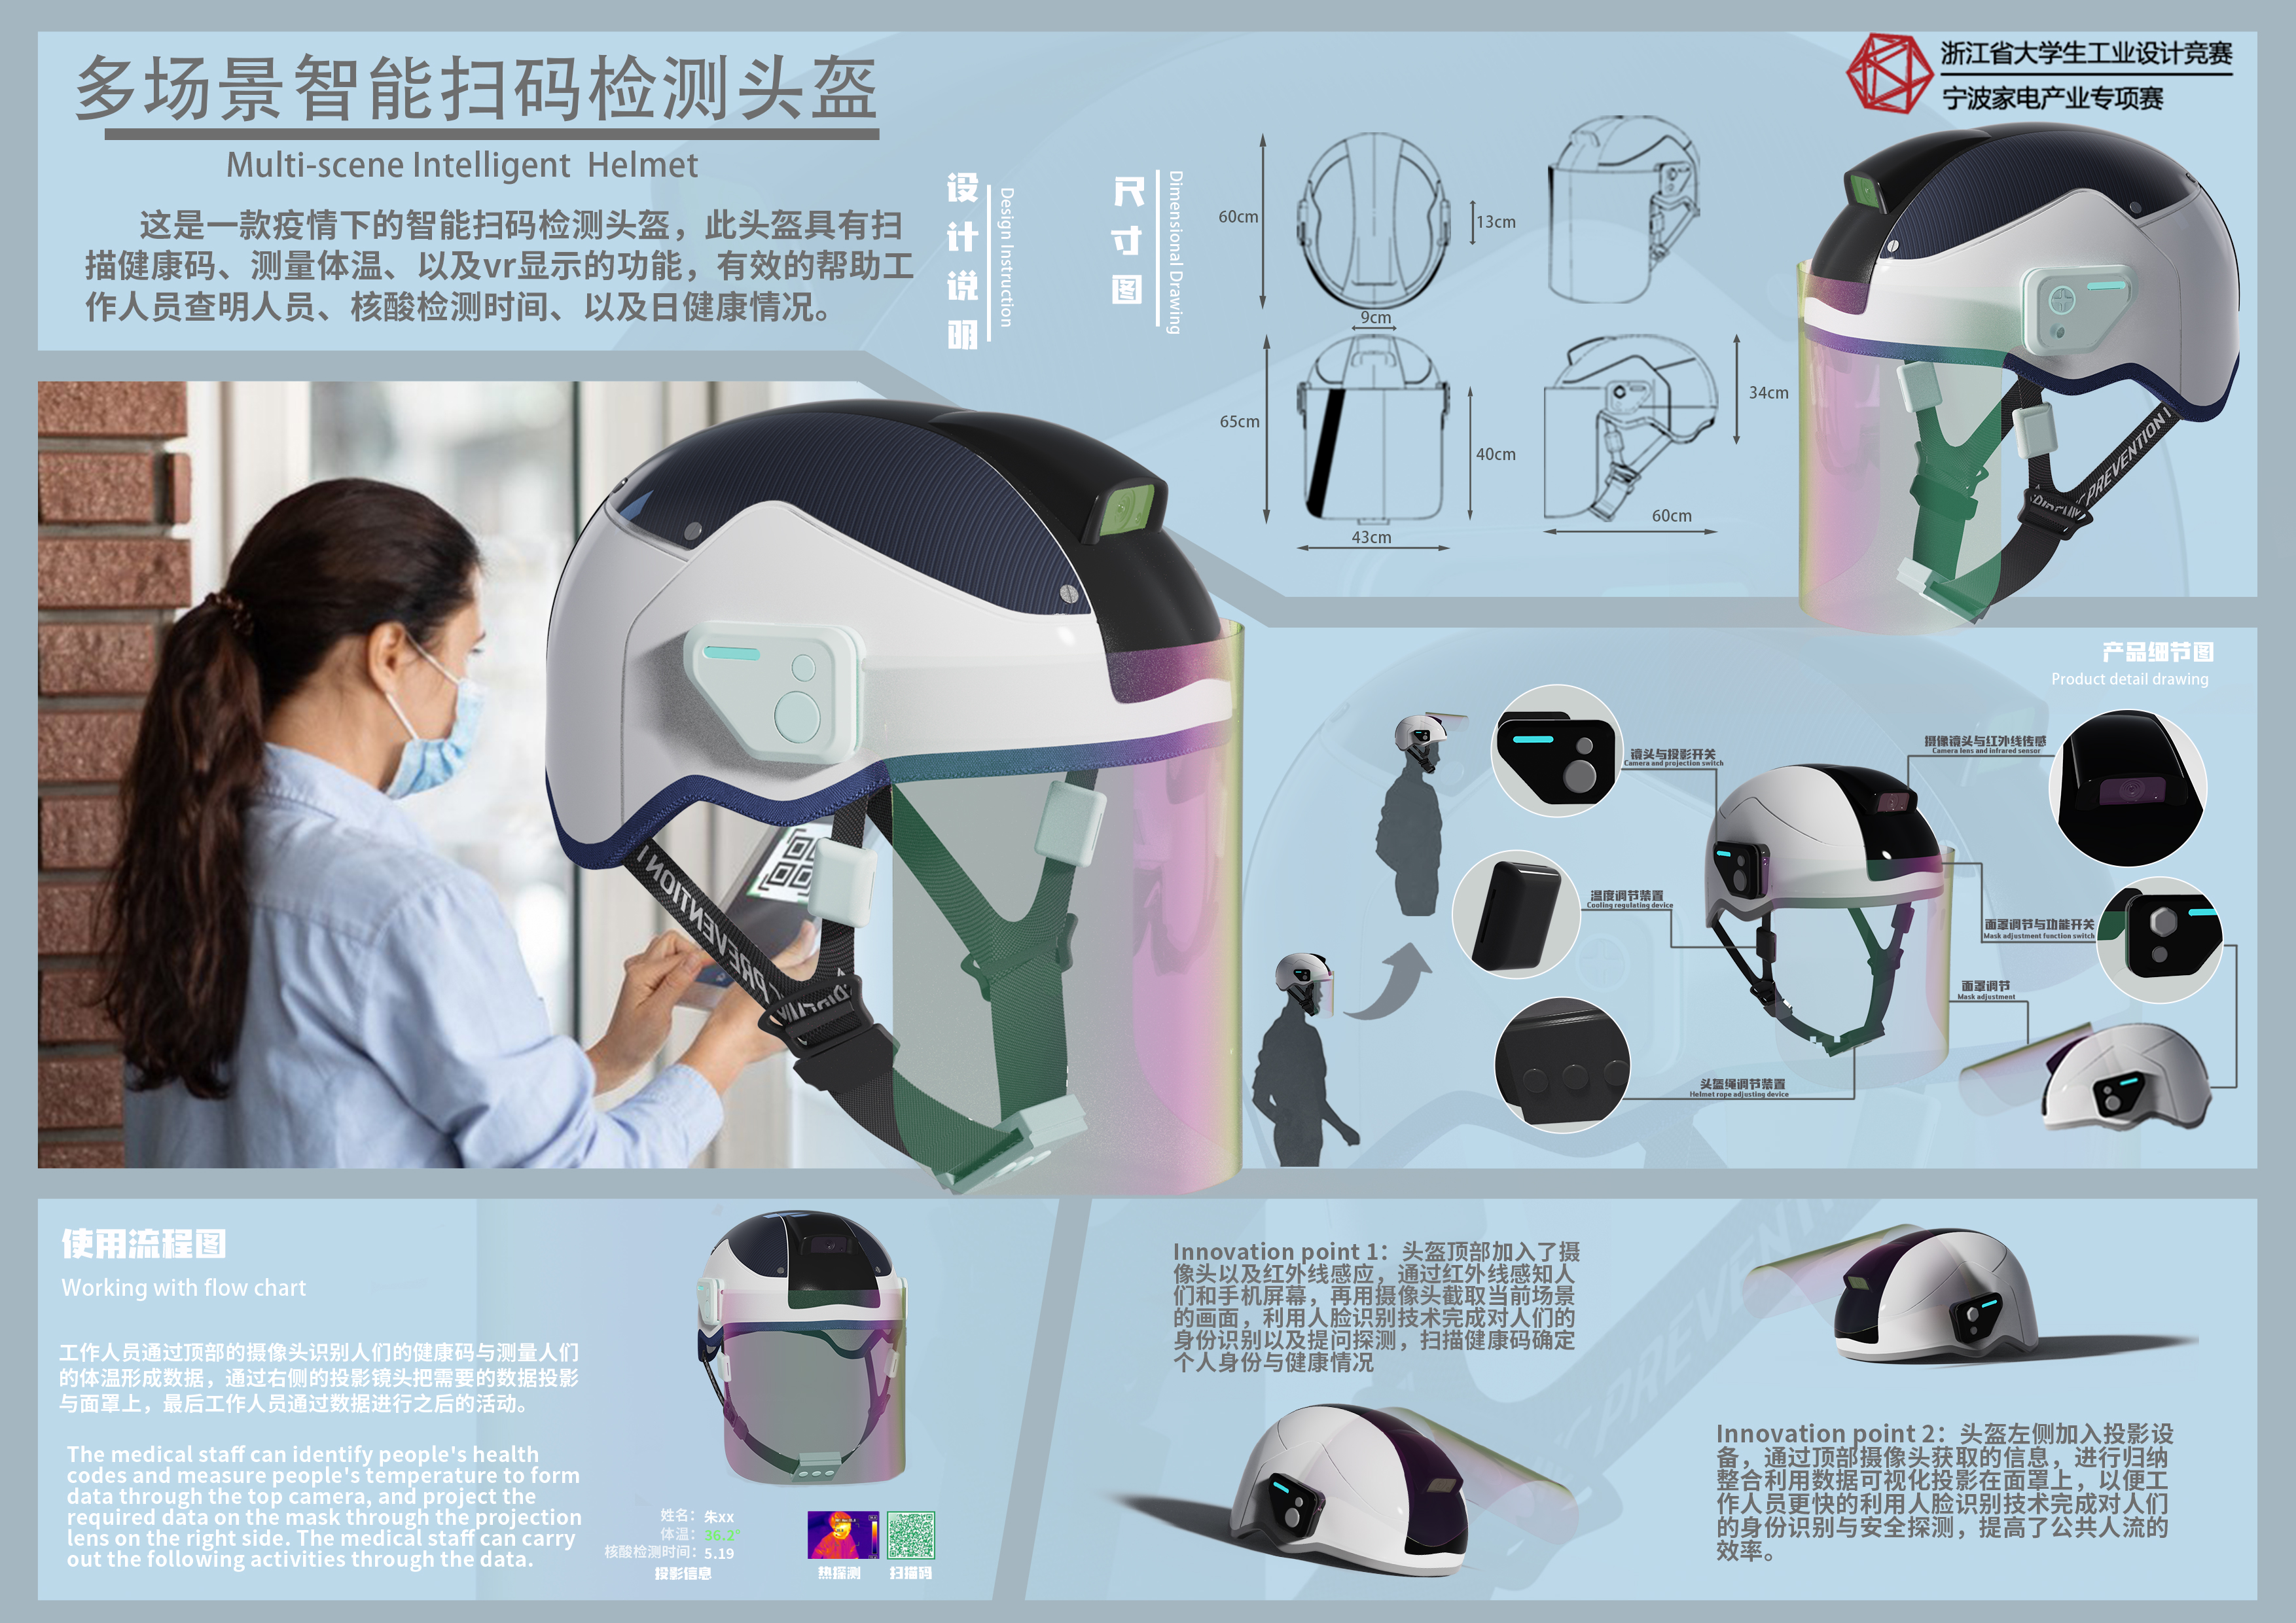 多场景智能扫码检测头盔
Multi-scene Intelligent Helmet
这是一款疫情下的智能扫码检测头盔，此头盔具有扫
描健康码、测量体温、以及vr显示的功能，有效的帮助工
作人员查明人员、核酸检测时间、以及日健康情况。
设计说明
Design Instruction
尺寸图
Dimensional Drawing
60cm
13cm
9cm
65cm
40cm
43cm
34cm
60cm
浙江省大学生工业设计竞赛
宁波家电产业专项赛
PREVENTION I
PREVENTION I
产品细节图
Product detail drawing
镜头与投影开关
Camera and projection switch
摄像镜头与红外线传感
Camera lens and infrared sensor
温度调节装置
Cooling regulating device
面罩调节与功能开关
Mask adjustment function switch
面罩调节
Mask adjustment
头盔绳调节装置
Helmet rope adjusting device
使用流程图
Working with flow chart
工作人员通过顶部的摄像头识别人们的健康码与测量人们
的体温形成数据，通过右侧的投影镜头把需要的数据投影
与面罩上，最后工作人员通过数据进行之后的活动。
The medical staff can identify people's health
codes and measure people's temperature to form
data through the top camera, and project the
required data on the mask through the projection
lens on the right side. The medical staff can carry
out the following activities through the data.
姓名：朱xx
体温：36.2°
核酸检测时间：5.19
投影信息
热探测
扫描码
Innovation point 1：头盔顶部加入了摄
像头以及红外线感应，通过红外线感知人
们和手机屏幕，再用摄像头截取当前场景
的画面，利用人脸识别技术完成对人们的
身份识别以及提问探测，扫描健康码确定
个人身份与健康情况
Innovation point 2：头盔左侧加入投影设
备，通过顶部摄像头获取的信息，进行归纳
整合利用数据可视化投影在面罩上，以便工
作人员更快的利用人脸识别技术完成对人们
的身份识别与安全探测，提高了公共人流的
效率。
PREVENTI